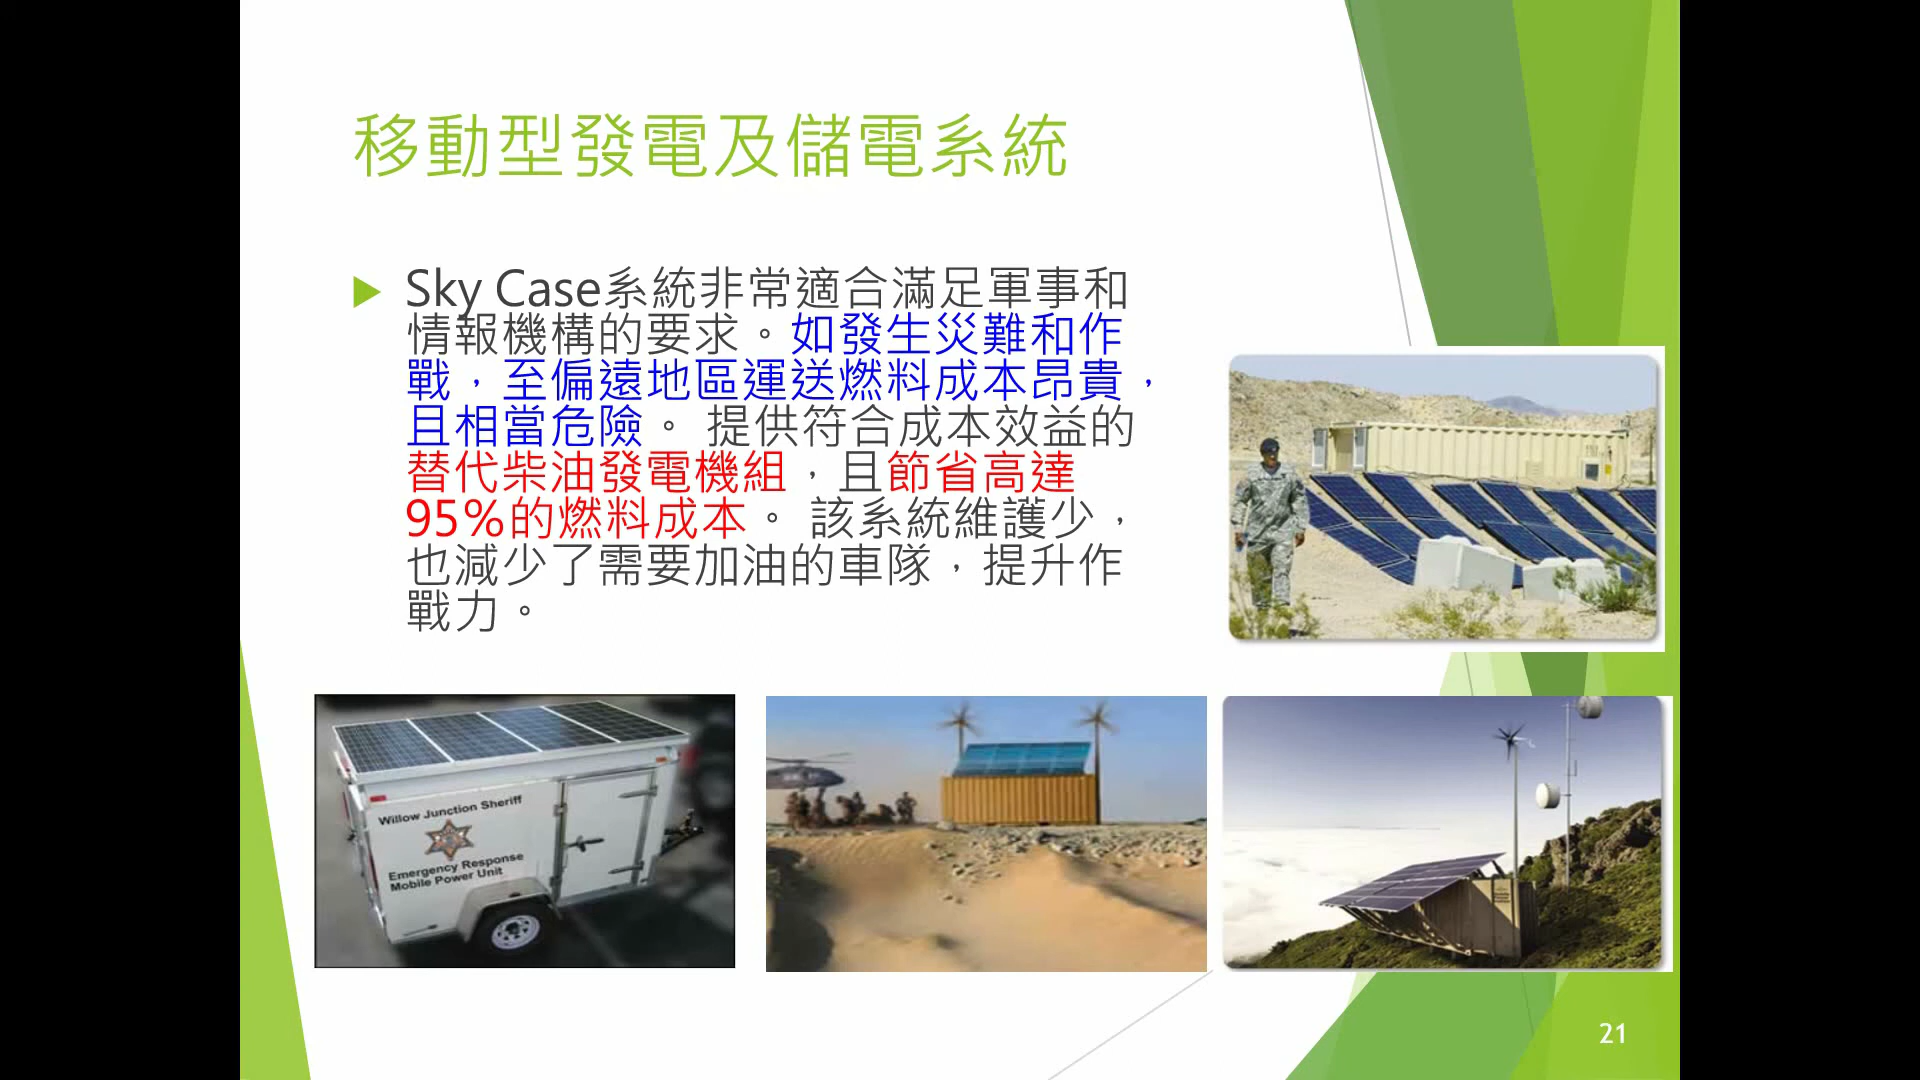 移動型發電及儲電系統
Sky Case系統非常適合滿足軍事和
情報機構的要求。如發生災難和作
戰，至偏遠地區運送燃料成本昂貴，
且相當危險。 提供符合成本效益的
替代柴油發電機組，且節省高達
95%的燃料成本。 該系統維護少，
也減少了需要加油的車隊，提升作
戰力。
Willow Junction Sheriff
Emergency Response
Mobile Power Unit
21